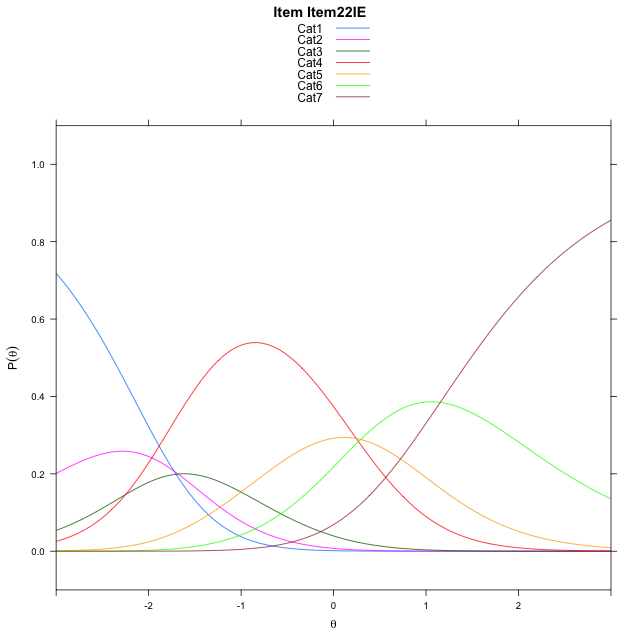 Item Item22IE
Cat1
Cat2
Cat3
Cat4
Cat5
Cat6
Cat7
1.0
0.8
0.6
0.4
0.2
0.0
P(θ)
-2 -1 0 1 2
θ